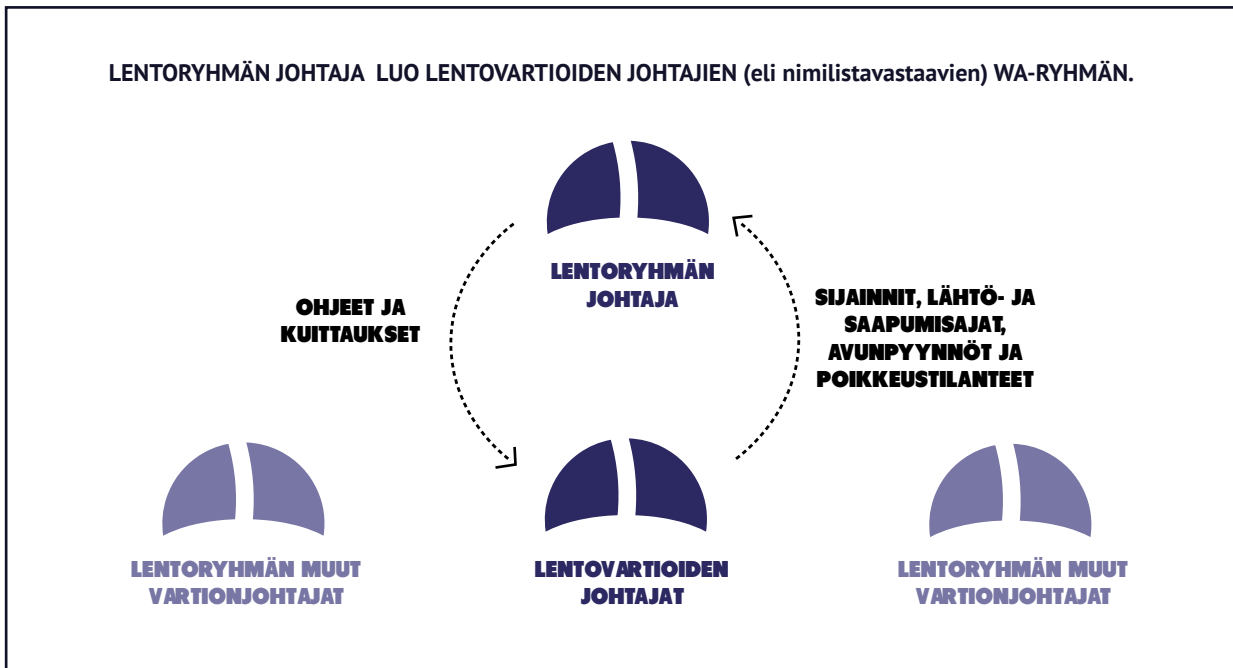 LENTORYHMÄN JOHTAJA LUO LENTOVARTIOIDEN JOHTAJIEN (eli nimilistavastaavien) WA-RYHMÄN.
LENTORYHMÄN
JOHTAJA
OHJEET JA
KUITTAUKSET
SIJAINNIT, LÄHTÖ- JA
SAAPUMISAJAT,
AVUNPYYNNÖT JA
POIKKEUSTILANTEET
LENTORYHMÄN MUUT
VARTIONJOHTAJAT
LENTOVARTIOIDEN
JOHTAJAT
LENTORYHMÄN MUUT
VARTIONJOHTAJAT